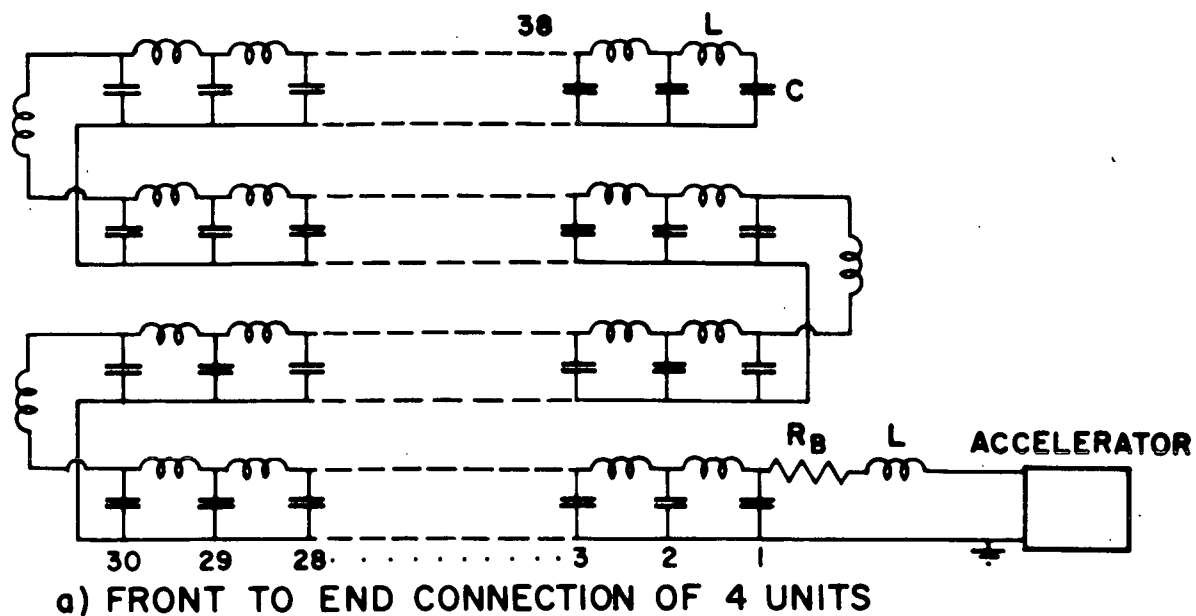 38 L
C
R_B L ACCELERATOR
30 29 28 . . . . . . . . . . 3 2 1
a) FRONT TO END CONNECTION OF 4 UNITS